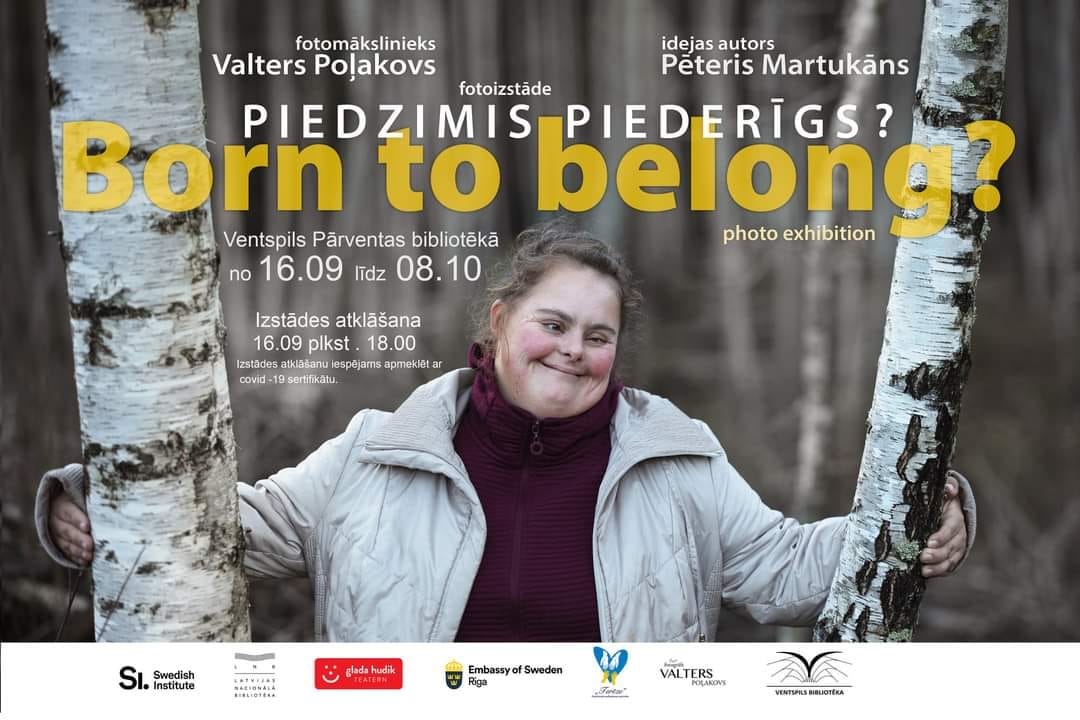 fotomākslinieks
Valters Poļakovs
idejas autors
Pēteris Martukāns
fotoizstāde
PIEDZIMIS PIEDERĪGS?
Born to belong?
photo exhibition
Ventspils Pārventas bibliotēkā
no 16.09 līdz 08.10
Izstādes atklāšana
16.09 plkst . 18.00
Izstādes atklāšanu iespējams apmeklēt ar
covid -19 sertifikātu.
SI. Swedish
Institute
L N B
LATVIJAS
NACIONĀLĀ
BIBLIOTĒKA
glada hudik
TEATERN
Embassy of Sweden
Riga
VALTERS
POĻAKOVS
VENTSPILS BIBLIOTĒKA